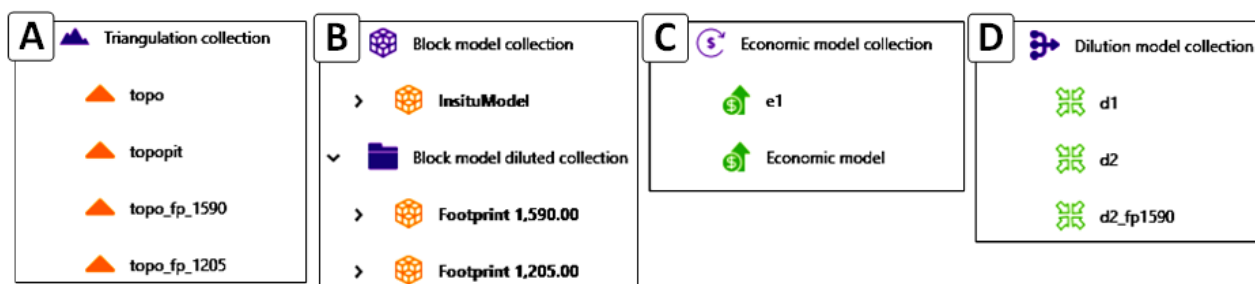 A
Triangulation collection
topo
topopit
topo_fp_1590
topo_fp_1205
B
Block model collection
InsituModel
Block model diluted collection
Footprint 1,590.00
Footprint 1,205.00
C
Economic model collection
e1
Economic model
D
Dilution model collection
d1
d2
d2_fp1590